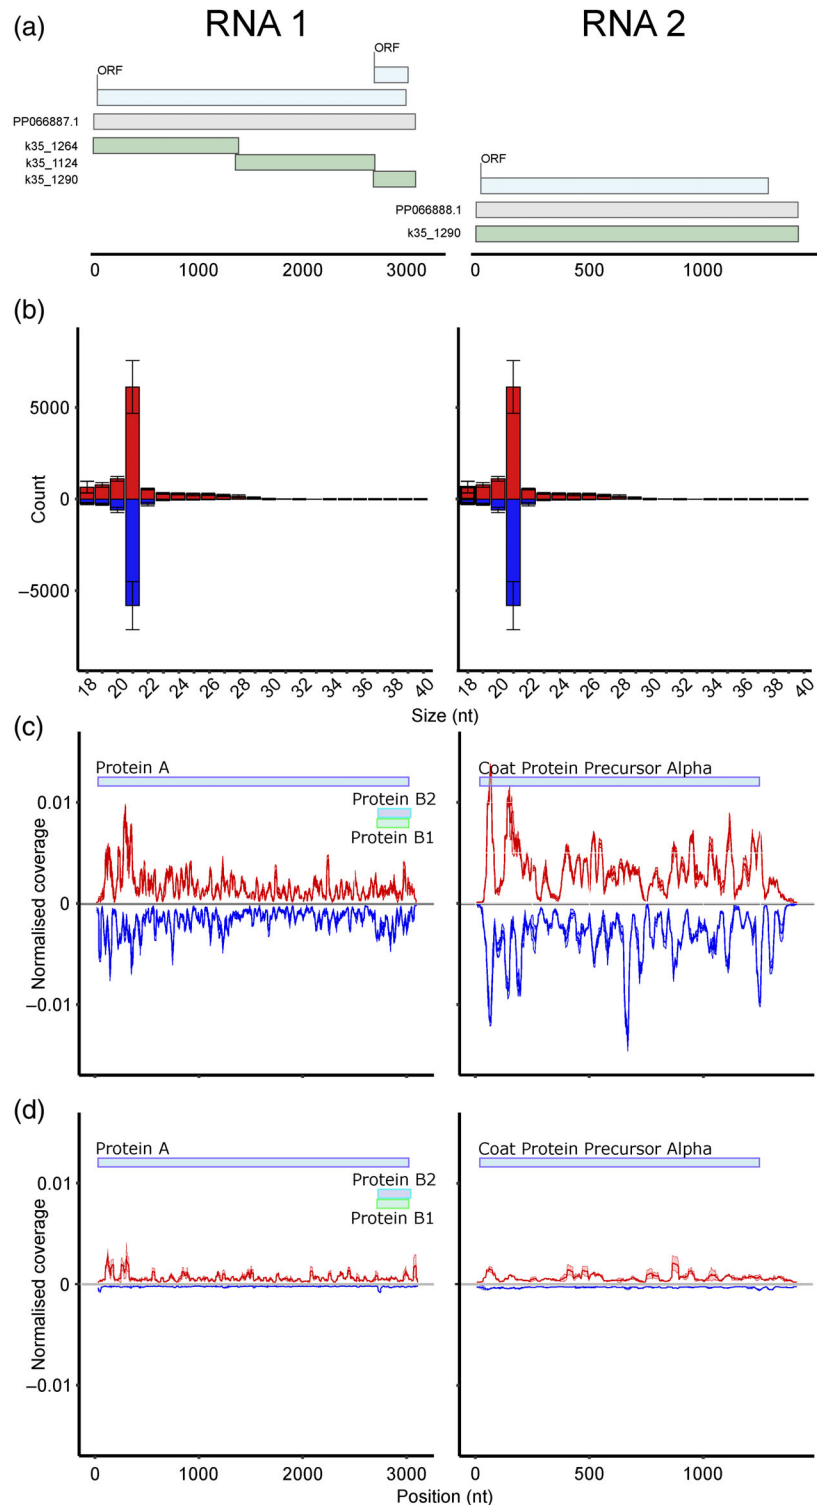 (a) RNA 1 RNA 2
ORF
ORF
PP066887.1
k35_1264
k35_1124
k35_1290
ORF
PP066888.1
k35_1290
0 1000 2000 3000
0 500 1000
(b)
Count
5000
0
−5000
18 20 22 24 26 28 30 32 34 36 38 40
18 20 22 24 26 28 30 32 34 36 38 40
Size (nt)
(c)
Normalised coverage
0.01
0
−0.01
Protein A
Protein B2
Protein B1
Coat Protein Precursor Alpha
(d)
Normalised coverage
0.01
0
−0.01
Protein A
Protein B2
Protein B1
Coat Protein Precursor Alpha
0 1000 2000 3000
0 500 1000
Position (nt)